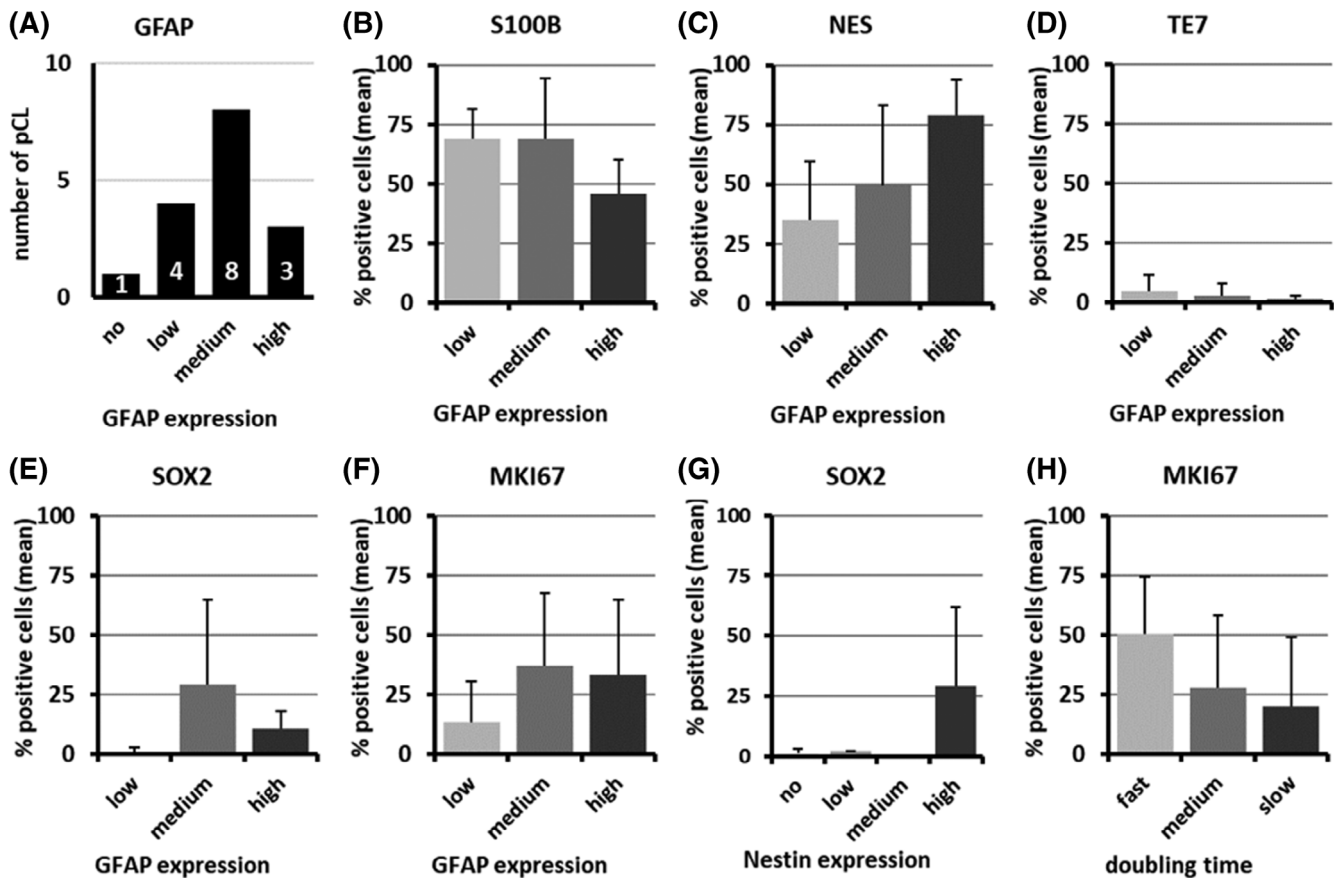 (A) GFAP
number of pCL
10
5
0
1 4 8 3
no low medium high
GFAP expression
(B) S100B
% positive cells (mean)
100
75
50
25
0
low medium high
GFAP expression
(C) NES
% positive cells (mean)
100
75
50
25
0
low medium high
GFAP expression
(D) TE7
% positive cells (mean)
100
75
50
25
0
low medium high
GFAP expression
(E) SOX2
% positive cells (mean)
100
75
50
25
0
low medium high
GFAP expression
(F) MKI67
% positive cells (mean)
100
75
50
25
0
low medium high
GFAP expression
(G) SOX2
% positive cells (mean)
100
75
50
25
0
no low medium high
Nestin expression
(H) MKI67
% positive cells (mean)
100
75
50
25
0
fast medium slow
doubling time